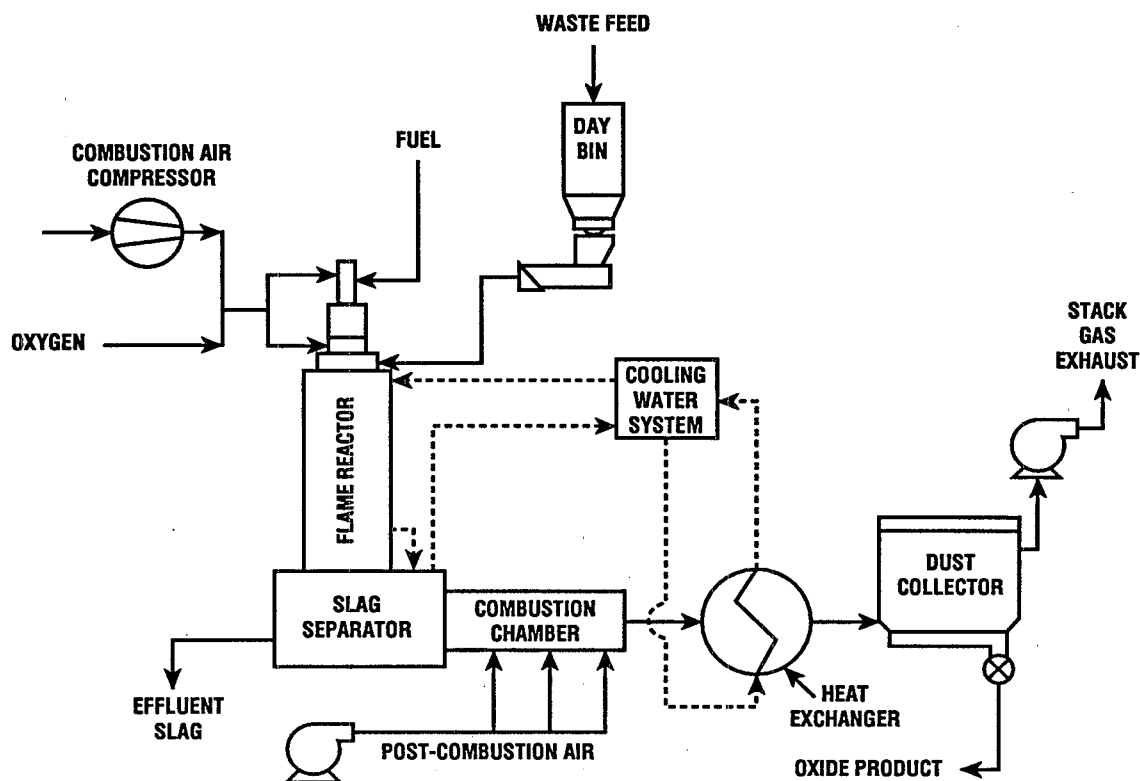 WASTE FEED
DAY
BIN
FUEL
COMBUSTION AIR
COMPRESSOR
OXYGEN
STACK
GAS
EXHAUST
COOLING
WATER
SYSTEM
FLAME REACTOR
DUST
COLLECTOR
SLAG
SEPARATOR
COMBUSTION
CHAMBER
EFFLUENT
SLAG
HEAT
EXCHANGER
POST-COMBUSTION AIR
OXIDE PRODUCT